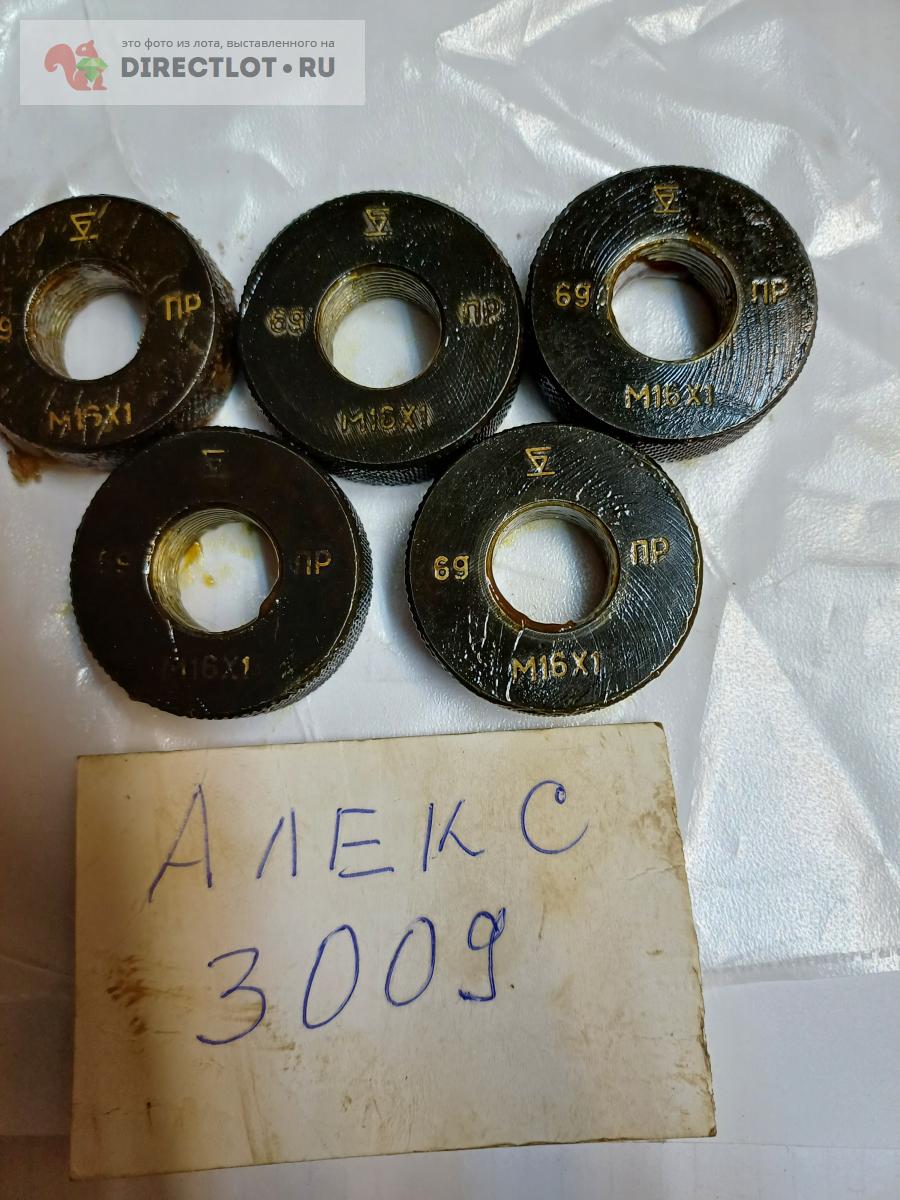 это фото из лота, выставленного на
DIRECTLOT.RU
g ПР
M16X1
6g ПР
M16X1
6g ПР
M16X1
ПР
M16X1
6g ПР
M16X1
АЛЕКС
3009